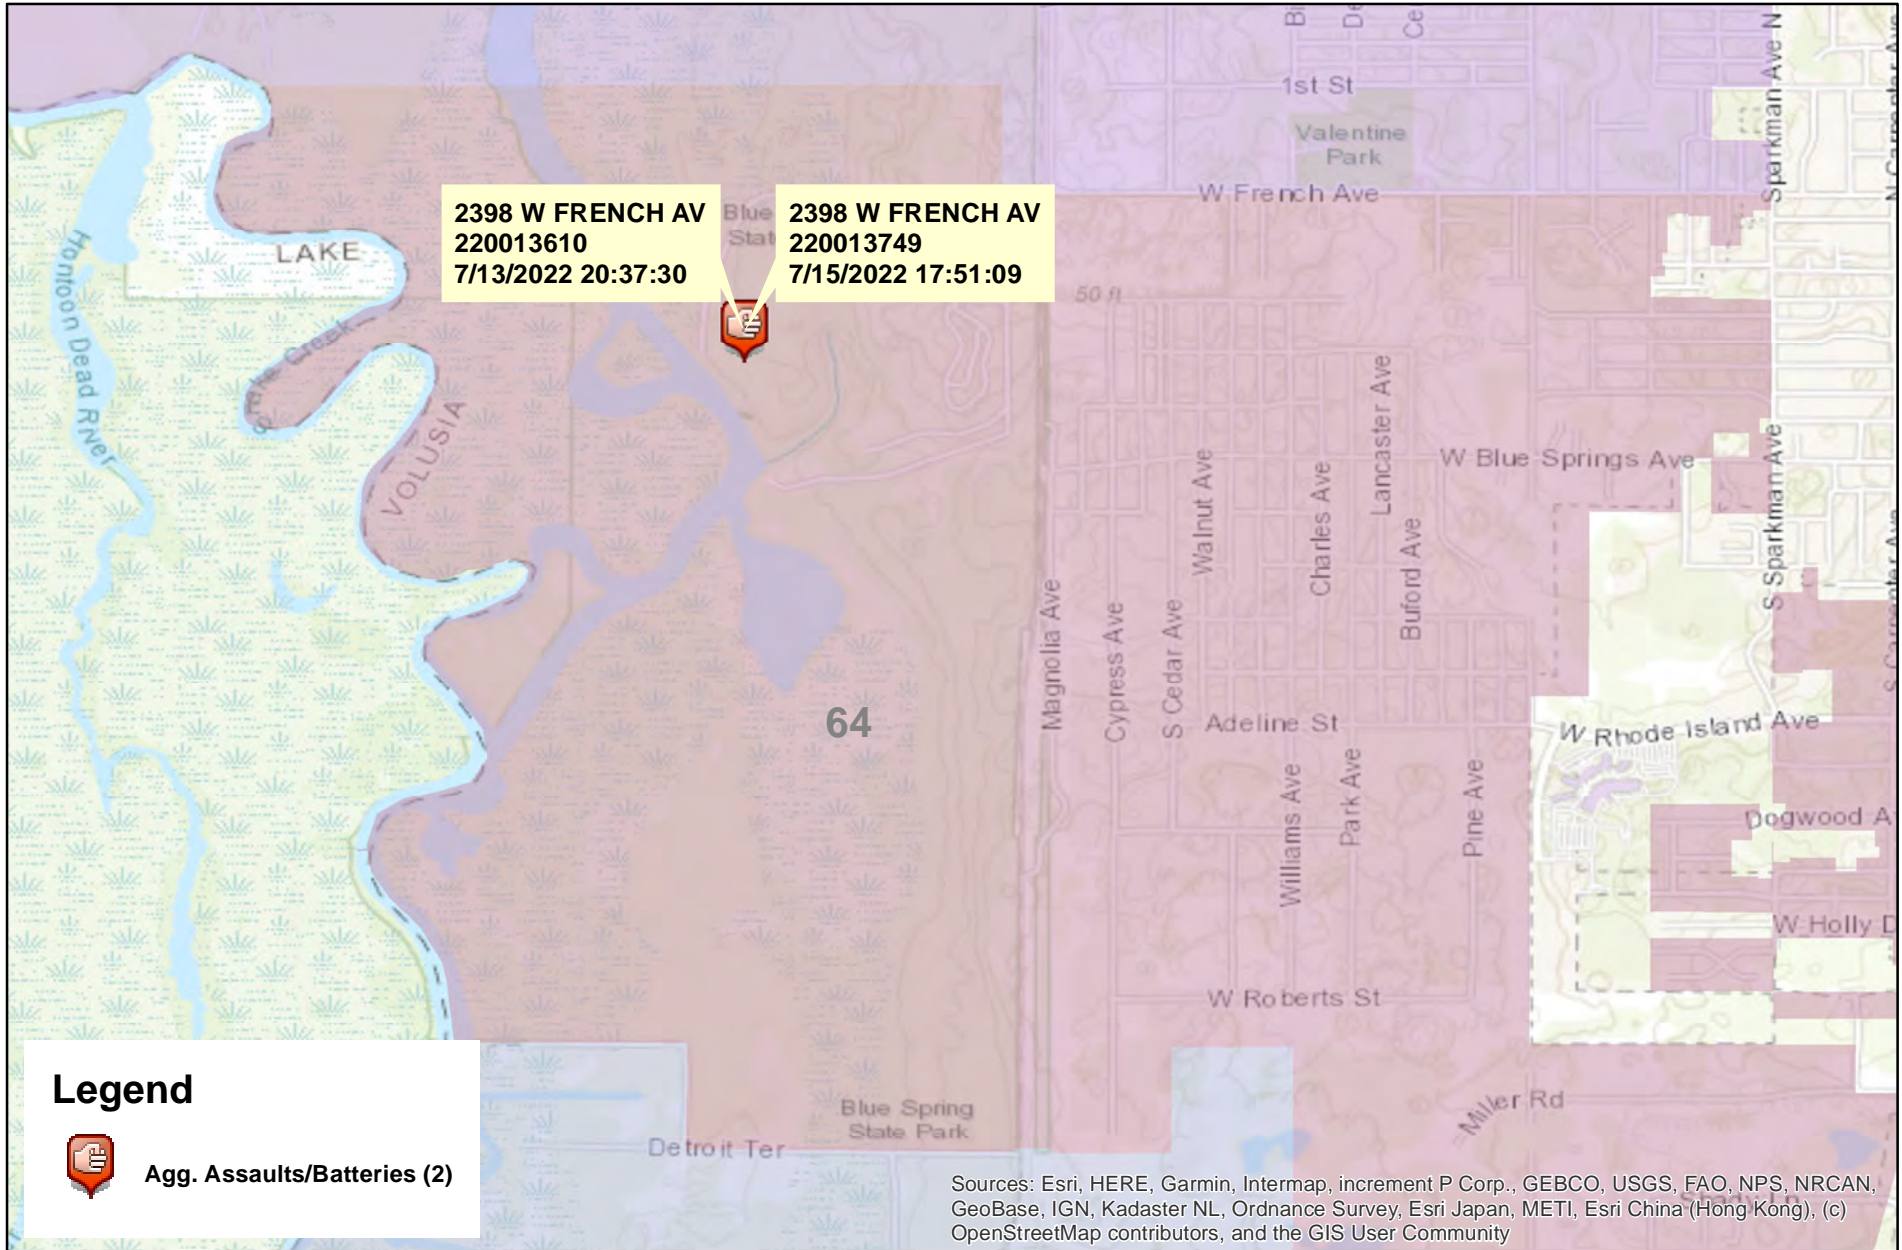 1st St
Valentine
Park
W French Ave
Sparkman Ave N
2398 W FRENCH AV
220013610
7/13/2022 20:37:30
Blue
2398 W FRENCH AV
220013749
7/15/2022 17:51:09
LAKE
Hontoon Dead River
Snake Creek
VOLUSIA
50 ft
Lancaster Ave
W Blue Springs Ave
Walnut Ave
Charles Ave
Buford Ave
S Sparkman Ave
Magnolia Ave
Cypress Ave
S Cedar Ave
64
Adeline St
W Rhode Island Ave
Williams Ave
Park Ave
Pine Ave
Dogwood A
W Holly D
W Roberts St
Miller Rd
Blue Spring
State Park
Detroit Ter
Legend
Agg. Assaults/Batteries (2)
Sources: Esri, HERE, Garmin, Intermap, increment P Corp., GEBCO, USGS, FAO, NPS, NRCAN,
GeoBase, IGN, Kadaster NL, Ordnance Survey, Esri Japan, METI, Esri China (Hong Kong), (c)
OpenStreetMap contributors, and the GIS User Community